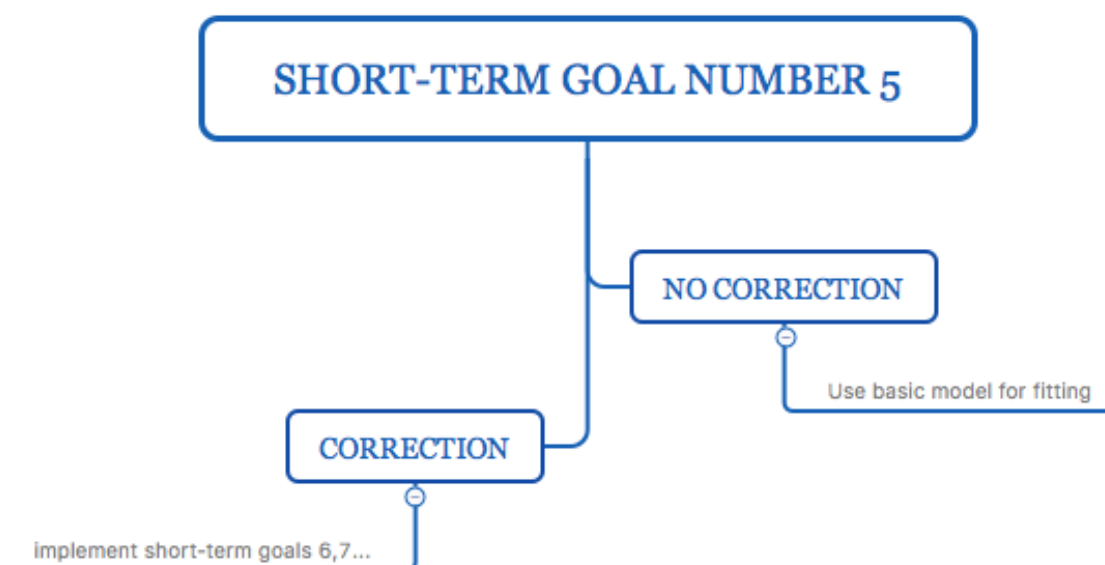 SHORT-TERM GOAL NUMBER 5
NO CORRECTION
Use basic model for fitting
CORRECTION
implement short-term goals 6,7...